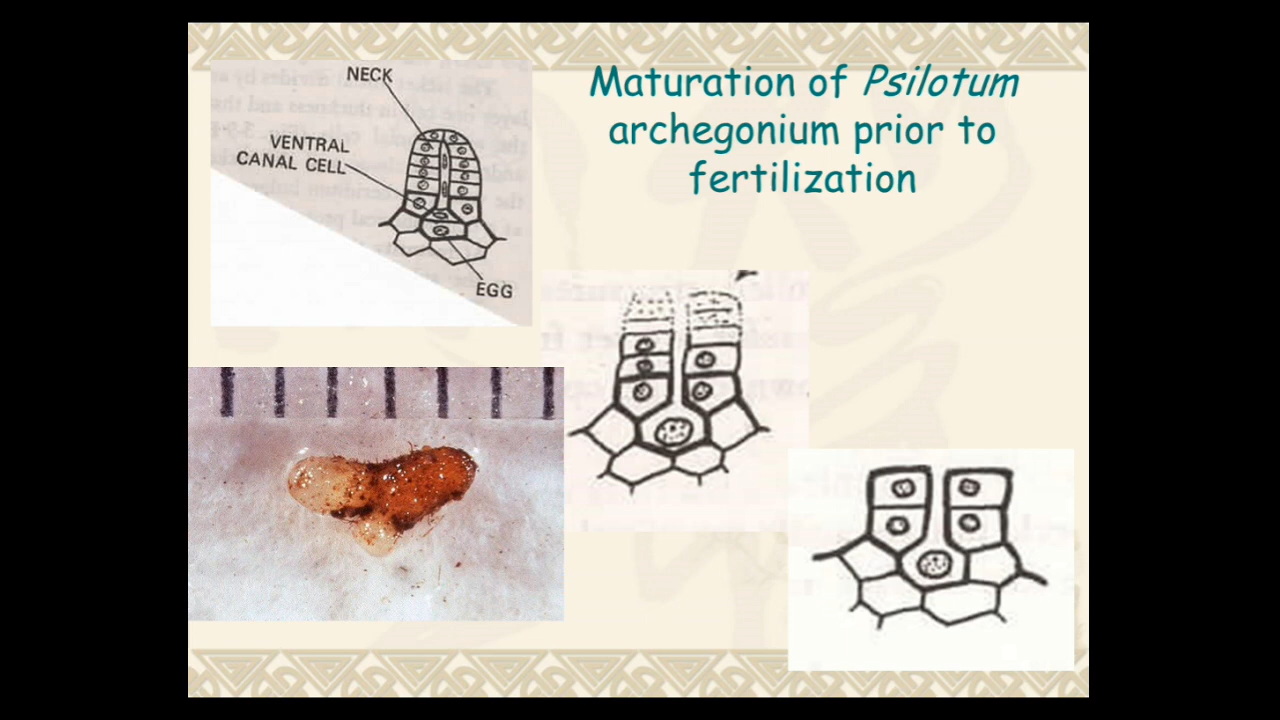 Maturation of Psilotum
archegonium prior to
fertilization
NECK
VENTRAL
CANAL CELL
EGG